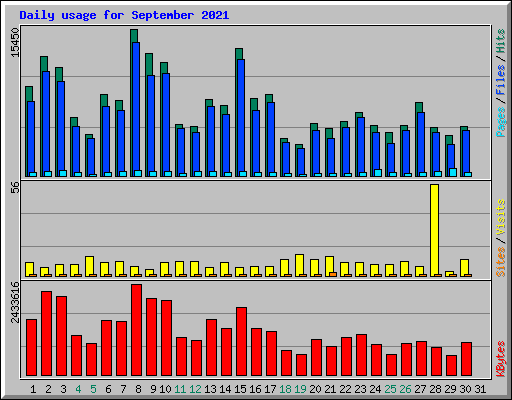 Daily usage for September 2021
15450
Pages / Files / Hits
56
Sites / Visits
2433616
KBytes
1 2 3 4 5 6 7 8 9 10 11 12 13 14 15 16 17 18 19 20 21 22 23 24 25 26 27 28 29 30 31